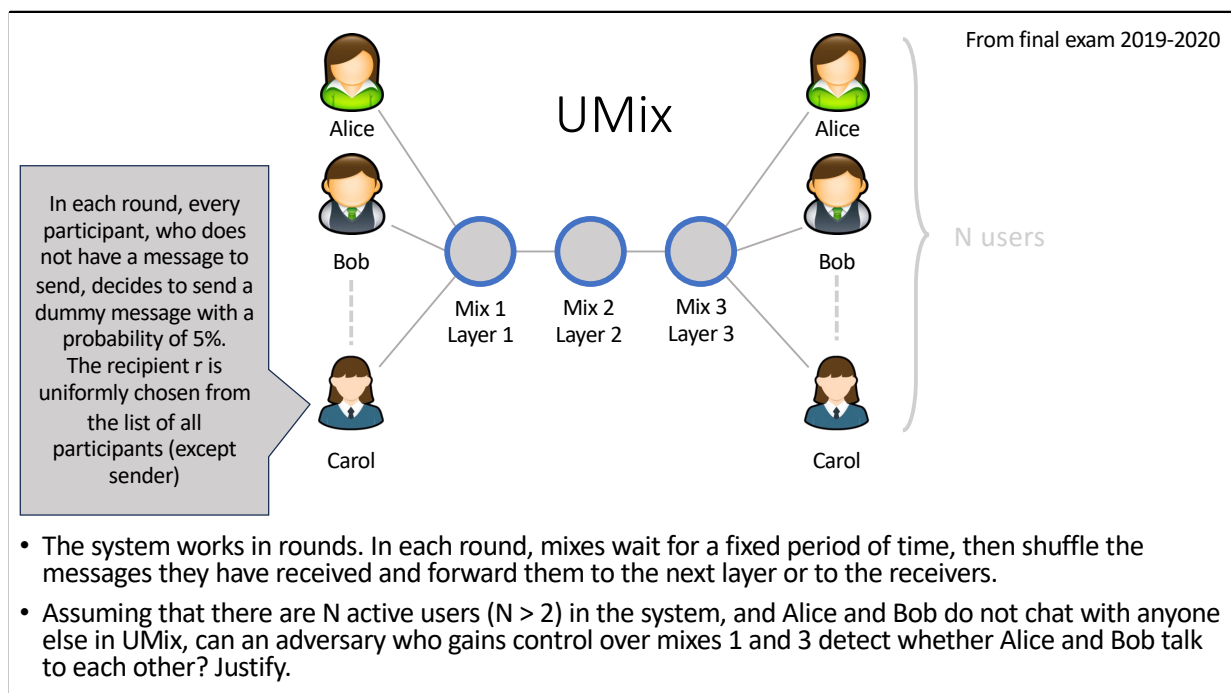 From final exam 2019-2020
UMix
Alice
Alice
In each round, every
participant, who does
not have a message to
send, decides to send a
dummy message with a
probability of 5%.
The recipient r is
uniformly chosen from
the list of all
participants (except
sender)
Bob
Bob
N users
Mix 1
Layer 1
Mix 2
Layer 2
Mix 3
Layer 3
Carol
Carol
• The system works in rounds. In each round, mixes wait for a fixed period of time, then shuffle the
messages they have received and forward them to the next layer or to the receivers.
• Assuming that there are N active users (N > 2) in the system, and Alice and Bob do not chat with anyone
else in UMix, can an adversary who gains control over mixes 1 and 3 detect whether Alice and Bob talk
to each other? Justify.